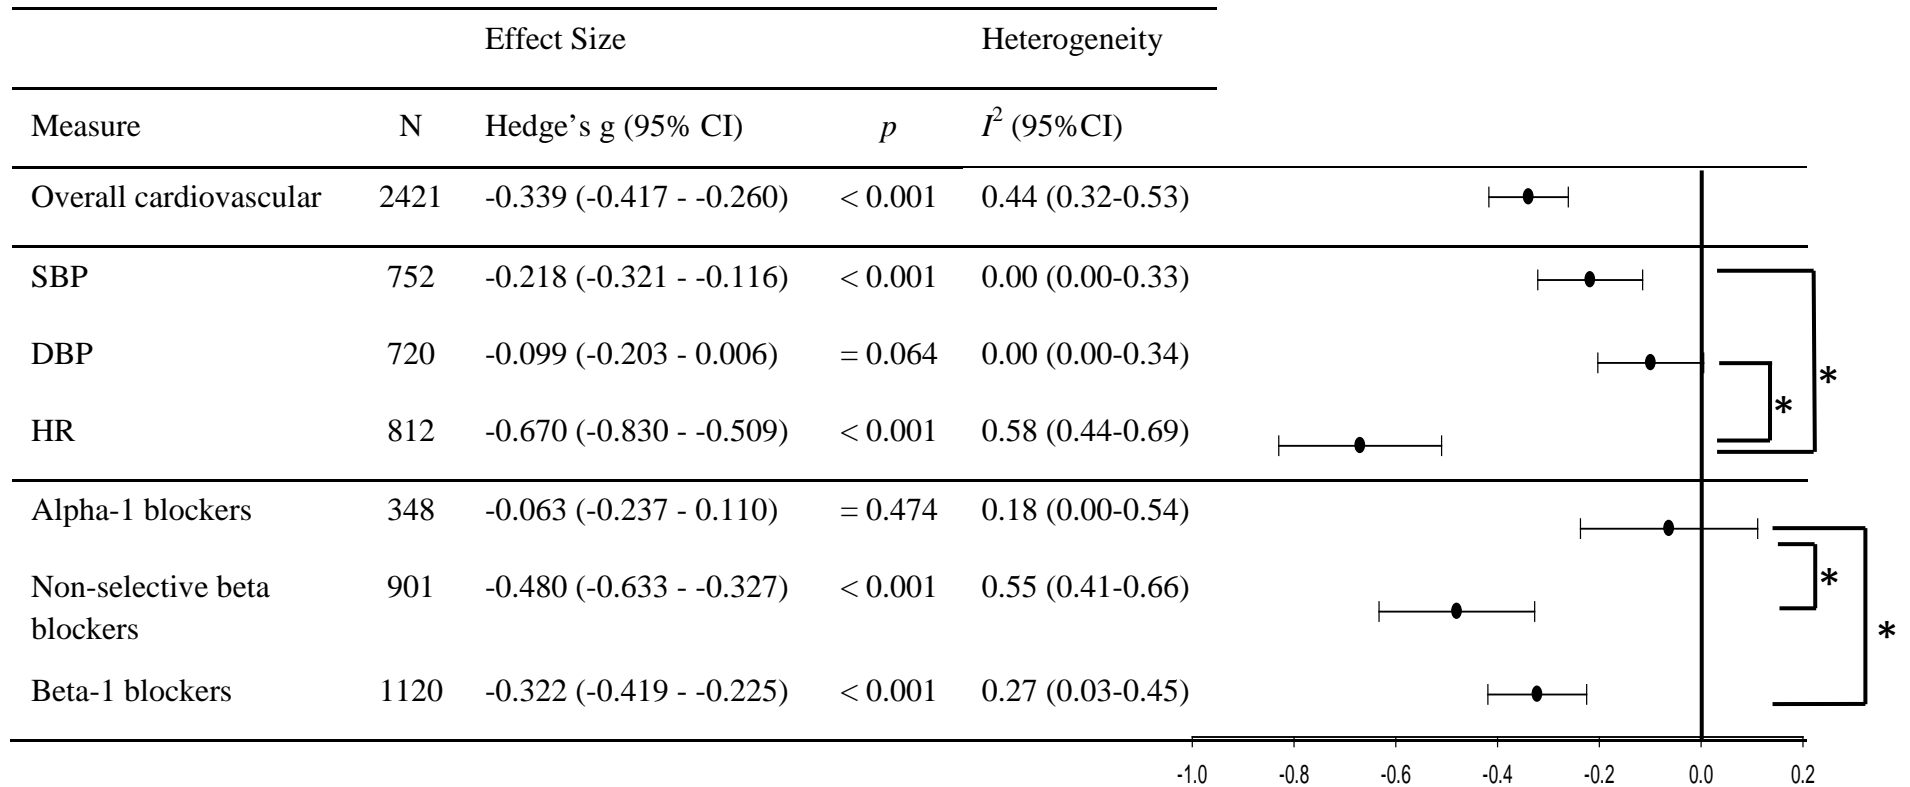 Effect Size Heterogeneity
Measure N Hedge's g (95% CI) p I² (95%CI)
Overall cardiovascular 2421 -0.339 (-0.417 - -0.260) < 0.001 0.44 (0.32-0.53)
SBP 752 -0.218 (-0.321 - -0.116) < 0.001 0.00 (0.00-0.33)
DBP 720 -0.099 (-0.203 - 0.006) = 0.064 0.00 (0.00-0.34)
*
*
HR 812 -0.670 (-0.830 - -0.509) < 0.001 0.58 (0.44-0.69)
Alpha-1 blockers 348 -0.063 (-0.237 - 0.110) = 0.474 0.18 (0.00-0.54)
Non-selective beta 901 -0.480 (-0.633 - -0.327) < 0.001 0.55 (0.41-0.66) *
blockers *
Beta-1 blockers 1120 -0.322 (-0.419 - -0.225) < 0.001 0.27 (0.03-0.45)
-1.0 -0.8 -0.6 -0.4 -0.2 0.0 0.2